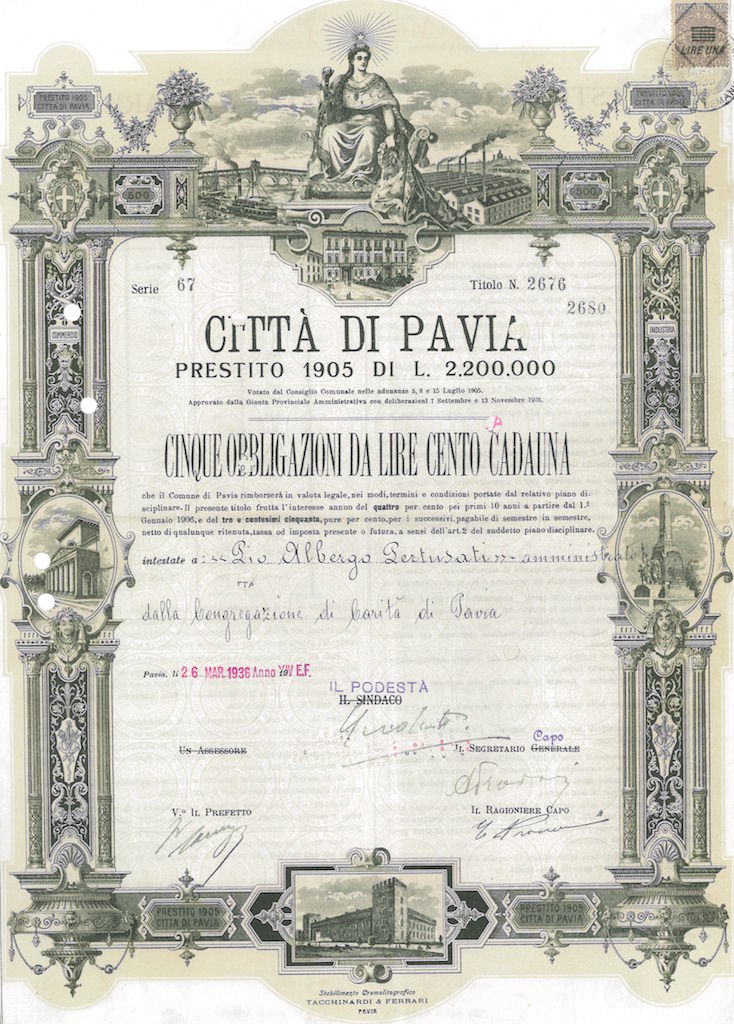 LIRE UNA
PRESTITO 1905
CITTÀ DI PAVIA
PRESTITO 1905
CITTÀ DI PAVIA
500
500
Serie 67
Titolo N. 2676
2680
COMMERCIO
INDUSTRIA
CITTÀ DI PAVIA
PRESTITO 1905 DI L. 2.200.000
Votato dal Consiglio Comunale nelle adunanze 5, 8 e 15 Luglio 1905.
Approvato dalla Giunta Provinciale Amministrativa con deliberazioni 7 Settembre e 13 Novembre 1905.
CINQUE OBBLIGAZIONI DA LIRE CENTO CADAUNA
che il Comune di Pavia rimborserà in valuta legale, nei modi, termini e condizioni portate dal relativo piano di-
sciplinare. Il presente titolo frutta l'interesse annuo del quattro per cento pei primi 10 anni a partire dal 1.º
Gennaio 1906, e del tre e centesimi cinquanta, pure per cento, per i successivi, pagabile di semestre in semestre,
netto di qualunque ritenuta, tassa od imposta presente o futura, a sensi dell'art. 2 del suddetto piano disciplinare.
intestate a: "Pio Albergo Pertusati" - amministrato
dalla Congregazione di Carità di Pavia
Pavia, li 26 MAR. 1936 Anno XIV E.F.
IL PODESTÀ
IL SINDACO
Capo
UN ASSESSORE
IL SEGRETARIO GENERALE
V.º IL PREFETTO
IL RAGIONIERE CAPO
PRESTITO 1905
CITTÀ DI PAVIA
PRESTITO 1905
CITTÀ DI PAVIA
Stabilimento Cromolitografico
TACCHINARDI & FERRARI
PAVIA